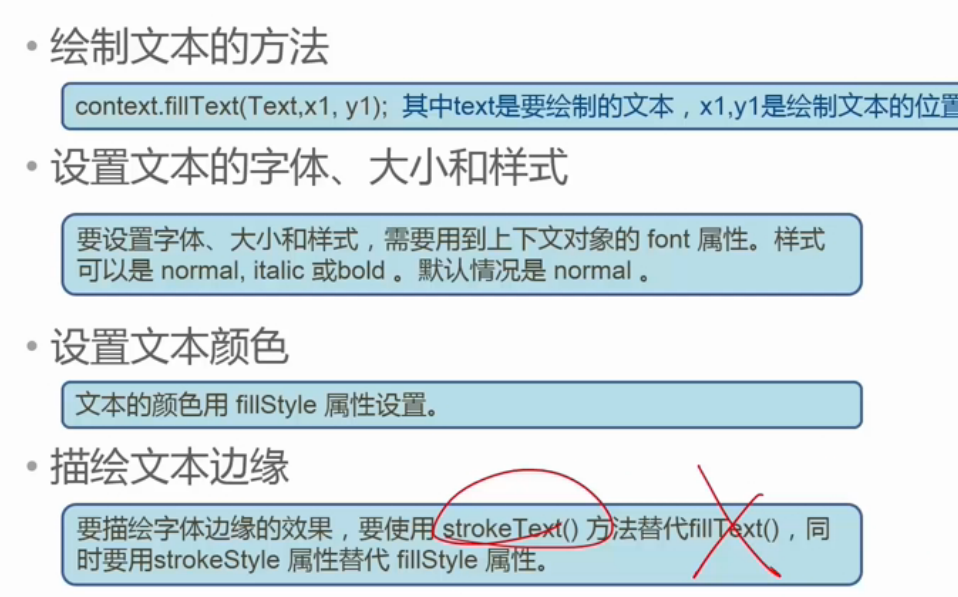 • 绘制文本的方法
context.fillText(Text,x1, y1); 其中text是要绘制的文本，x1,y1是绘制文本的位置
• 设置文本的字体、大小和样式
要设置字体、大小和样式，需要用到上下文对象的 font 属性。样式
可以是 normal, italic 或bold 。默认情况是 normal 。
• 设置文本颜色
文本的颜色用 fillStyle 属性设置。
• 描绘文本边缘
要描绘字体边缘的效果，要使用 strokeText() 方法替代fillText()，同
时要用strokeStyle 属性替代 fillStyle 属性。